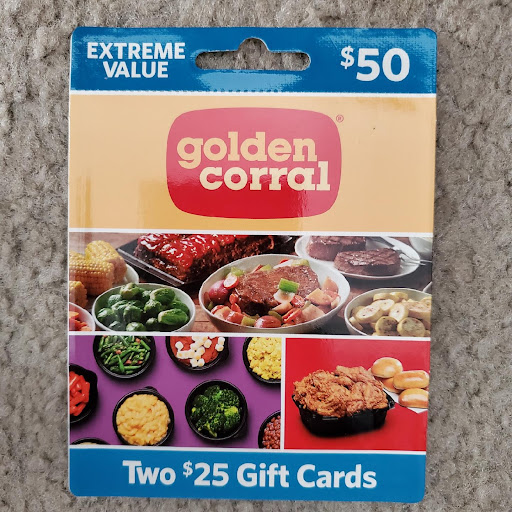 EXTREME
VALUE
$50
golden®
corral
Two $25 Gift Cards